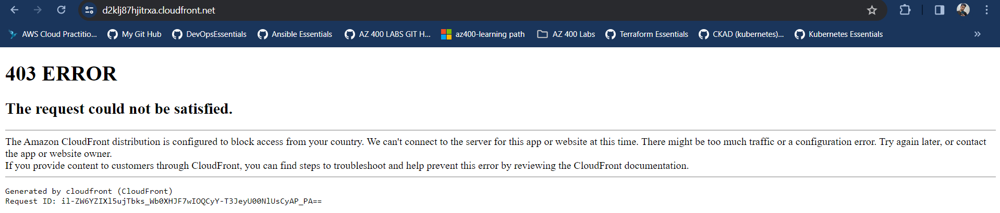 d2klj87hjitrxa.cloudfront.net
AWS Cloud Practitio... My Git Hub DevOpsEssentials Ansible Essentials AZ 400 LABS GIT H... az400-learning path AZ 400 Labs Terraform Essentials CKAD (kubernetes)... Kubernetes Essentials »
403 ERROR
The request could not be satisfied.
The Amazon CloudFront distribution is configured to block access from your country. We can't connect to the server for this app or website at this time. There might be too much traffic or a configuration error. Try again later, or contact
the app or website owner.
If you provide content to customers through CloudFront, you can find steps to troubleshoot and help prevent this error by reviewing the CloudFront documentation.
Generated by cloudfront (CloudFront)
Request ID: il-ZW6YZIXl5ujTbks_Wb0XHJF7wIOQCyY-T3JeyU00NlUsCyAP_PA==